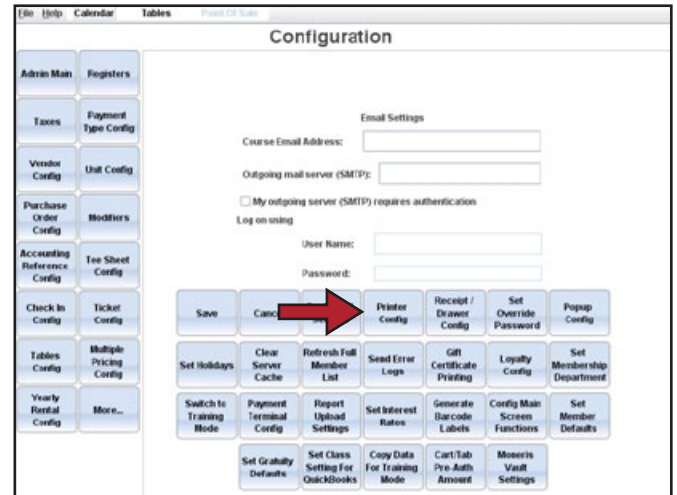 File Help Calendar Tables Point Of Sale
Configuration
Admin Main
Registers
Taxes
Payment
Type Config
Vendor
Config
Unit Config
Purchase
Order
Config
Modifiers
Accounting
Reference
Config
Tee Sheet
Config
Check In
Config
Ticket
Config
Tables
Config
Multiple
Pricing
Config
Yearly
Rental
Config
More...
Email Settings
Course Email Address:
Outgoing mail server (SMTP):
My outgoing server (SMTP) requires authentication
Log on using
User Name:
Password:
Save
Printer
Config
Receipt /
Drawer
Config
Set
Override
Password
Popup
Config
Set Holidays
Clear
Server
Cache
Refresh Full
Member
List
Send Error
Logs
Gift
Certificate
Printing
Loyalty
Config
Set
Membership
Department
Switch to
Training
Mode
Payment
Terminal
Config
Report
Upload
Settings
Set Interest
Rates
Generate
Barcode
Labels
Config Main
Screen
Functions
Set
Member
Defaults
Set Gratuity
Defaults
Set Class
Setting For
QuickBooks
Copy Data
For Training
Mode
Cart/Tab
Pre-Auth
Amount
Moneris
Vault
Settings